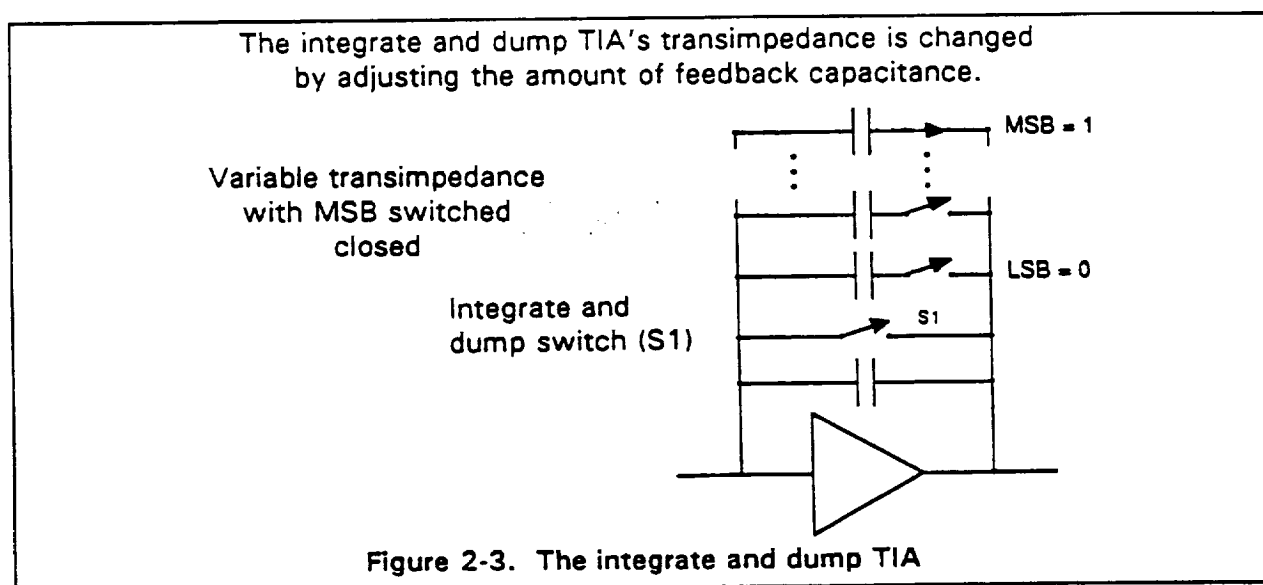 The integrate and dump TIA's transimpedance is changed
by adjusting the amount of feedback capacitance.
MSB = 1
Variable transimpedance
with MSB switched
closed
LSB = 0
Integrate and
dump switch (S1)
S1
Figure 2-3. The integrate and dump TIA